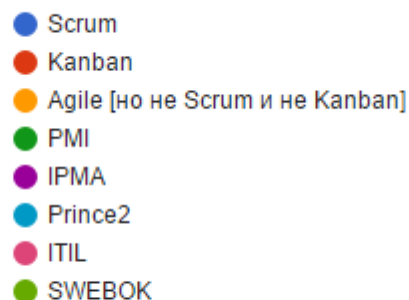 Scrum
Kanban
Agile [но не Scrum и не Kanban]
PMI
IPMA
Prince2
ITIL
SWEBOK